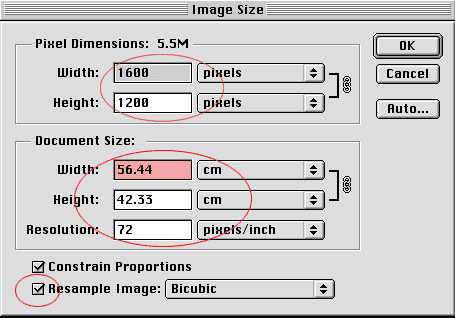 Image Size
Pixel Dimensions: 5.5M
Width: 1600 pixels
Height: 1200 pixels
OK
Cancel
Auto...
Document Size:
Width: 56.44 cm
Height: 42.33 cm
Resolution: 72 pixels/inch
Constrain Proportions
Resample Image: Bicubic